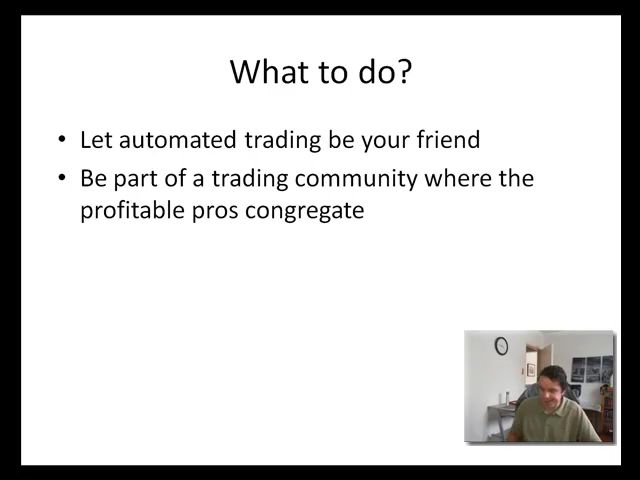 What to do?
• Let automated trading be your friend
• Be part of a trading community where the
profitable pros congregate